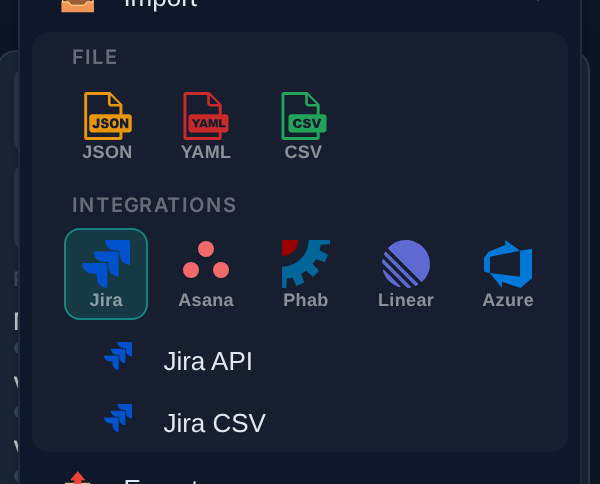 Import
FILE
JSON YAML CSV
JSON YAML CSV
INTEGRATIONS
Jira Asana Phab Linear Azure
Jira API
Jira CSV